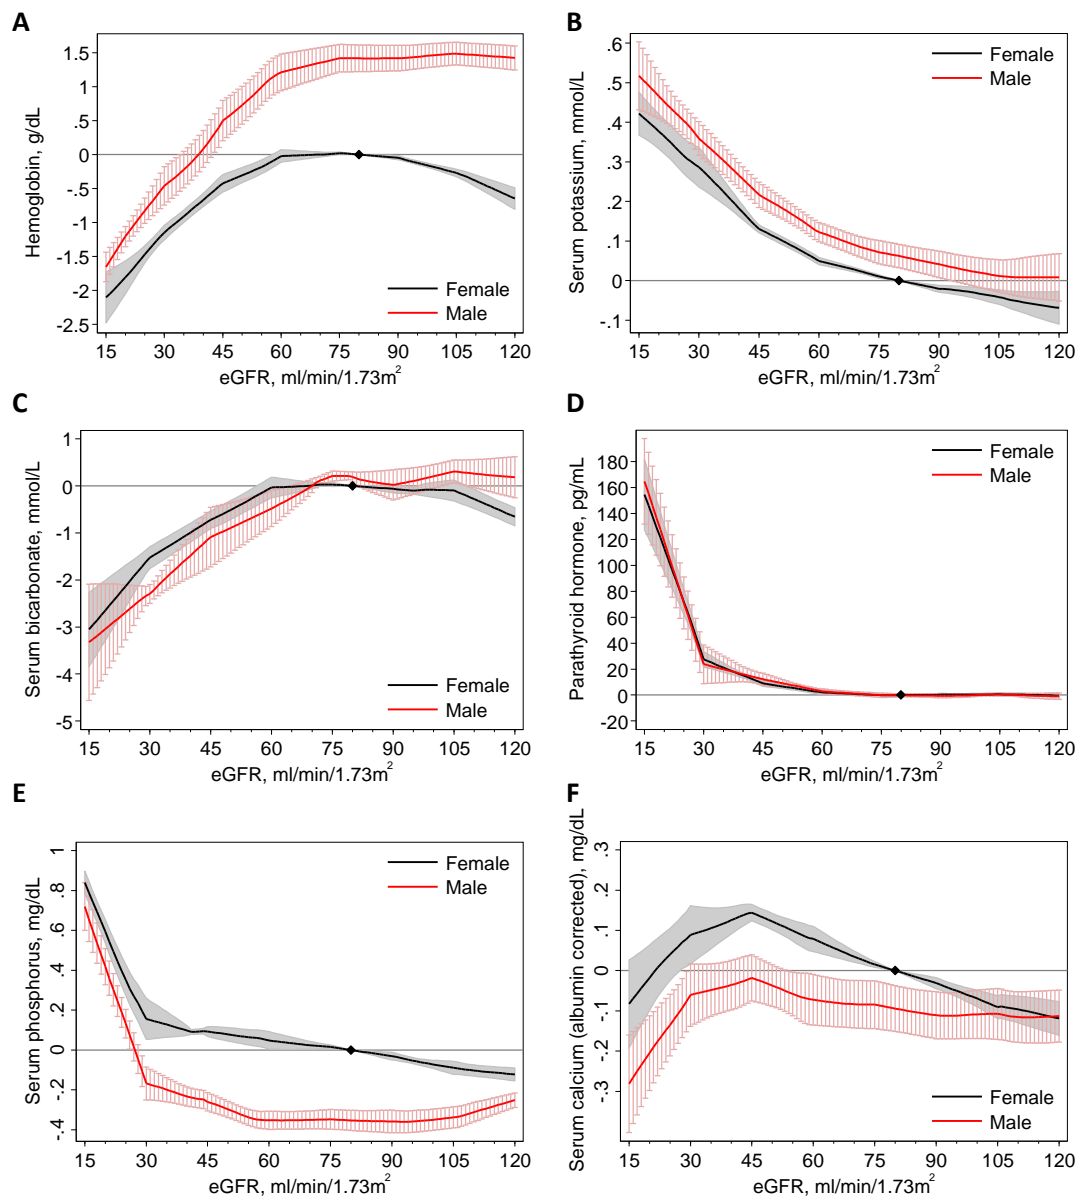 A
Hemoglobin, g/dL
1.5
1
.5
0
-.5
-1
-1.5
-2
-2.5
Female
Male
15 30 45 60 75 90 105 120
eGFR, ml/min/1.73m²
B
Serum potassium, mmol/L
.6
.5
.4
.3
.2
.1
0
-.1
Female
Male
15 30 45 60 75 90 105 120
eGFR, ml/min/1.73m²
C
Serum bicarbonate, mmol/L
1
0
-1
-2
-3
-4
-5
Female
Male
15 30 45 60 75 90 105 120
eGFR, ml/min/1.73m²
D
Parathyroid hormone, pg/mL
180
160
140
120
100
80
60
40
20
0
-20
Female
Male
15 30 45 60 75 90 105 120
eGFR, ml/min/1.73m²
E
Serum phosphorus, mg/dL
1
.8
.6
.4
.2
0
-.2
-.4
Female
Male
15 30 45 60 75 90 105 120
eGFR, ml/min/1.73m²
F
Serum calcium (albumin corrected), mg/dL
.3
.2
.1
0
-.1
-.2
-.3
Female
Male
15 30 45 60 75 90 105 120
eGFR, ml/min/1.73m²